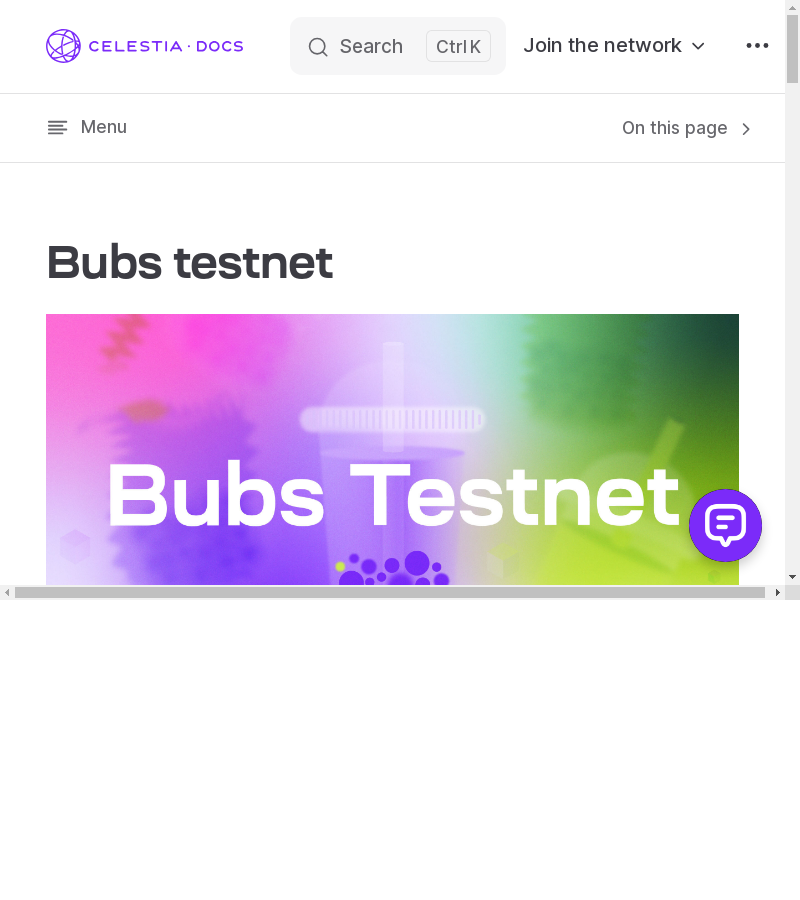 CELESTIA · DOCS
Search
Ctrl K
Join the network
Menu
On this page
Bubs testnet
Bubs Testnet